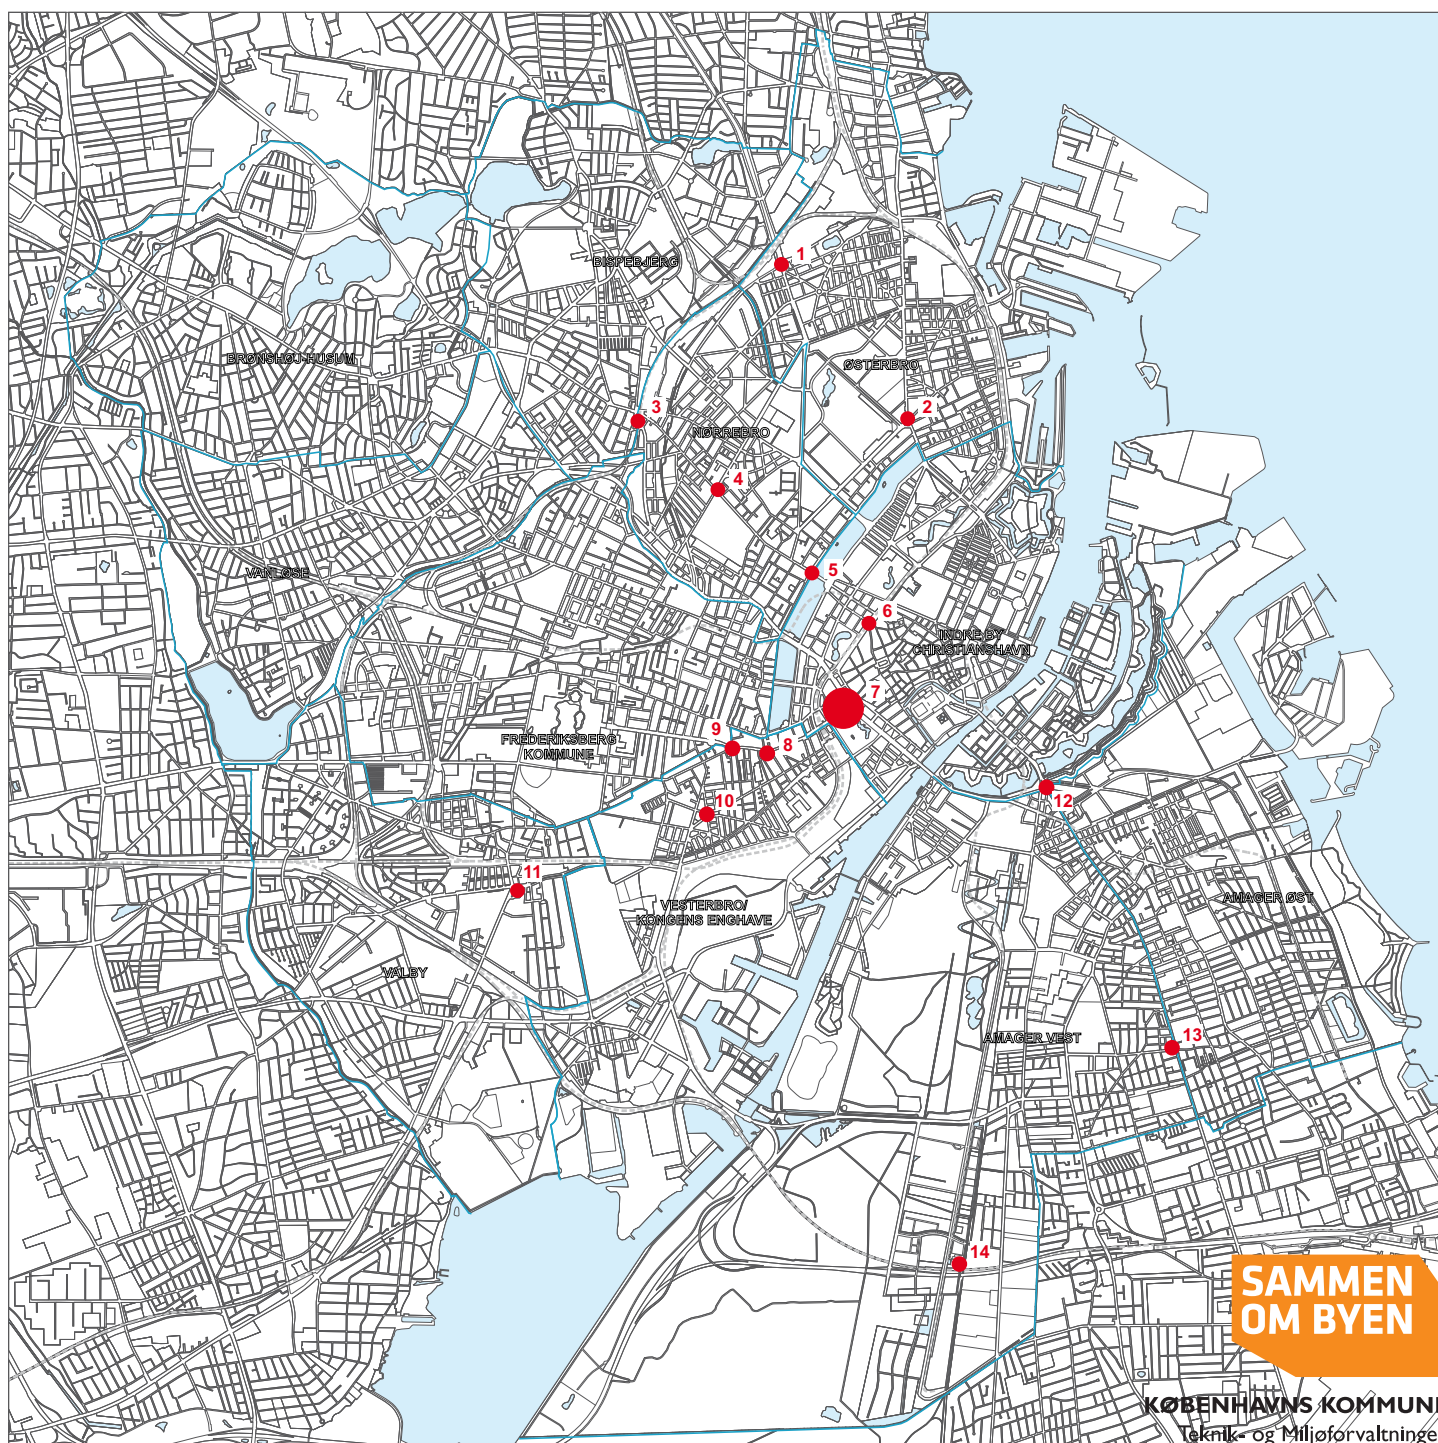 1
BISPEBJERG
BRØNSHØJ-HUSUM
ØSTERBRO
2
3
NØRREBRO
4
5
VANLØSE
6
INDRE BY
CHRISTIANSHAVN
7
9
8
FREDERIKSBERG
KOMMUNE
10
12
11
VESTERBRO/
KONGENS ENGHAVE
AMAGER ØST
VALBY
AMAGER VEST
13
14
SAMMEN
OM BYEN
KØBENHAVNS KOMMUN
Teknik- og Miljøforvaltninge